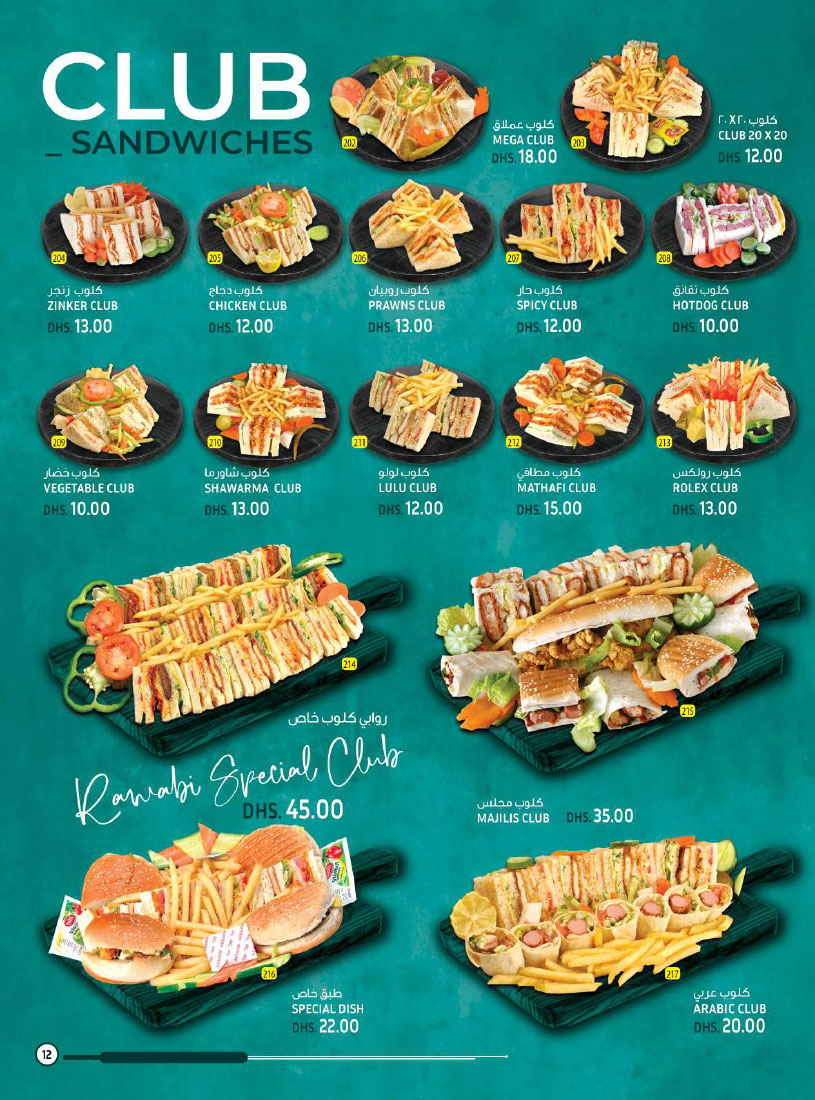 CLUB
_ SANDWICHES
202
كلوب عملاق
MEGA CLUB
DHS. 18.00
203
كلوب ٢٠X٢٠
CLUB 20 X 20
DHS. 12.00
204
كلوب زنجر
ZINKER CLUB
DHS. 13.00
205
كلوب دجاج
CHICKEN CLUB
DHS. 12.00
206
كلوب روبيان
PRAWNS CLUB
DHS. 13.00
207
كلوب حار
SPICY CLUB
DHS. 12.00
208
كلوب نقانق
HOTDOG CLUB
DHS. 10.00
209
كلوب خضار
VEGETABLE CLUB
DHS. 10.00
210
كلوب شاورما
SHAWARMA CLUB
DHS. 13.00
211
كلوب لولو
LULU CLUB
DHS. 12.00
212
كلوب مطافي
MATHAFI CLUB
DHS. 15.00
213
كلوب رولكس
ROLEX CLUB
DHS. 13.00
214
روابي كلوب خاص
Rawabi Special Club
DHS. 45.00
215
كلوب مجلس
MAJILIS CLUB DHS. 35.00
216
طبق خاص
SPECIAL DISH
DHS. 22.00
217
كلوب عربي
ARABIC CLUB
DHS. 20.00
12